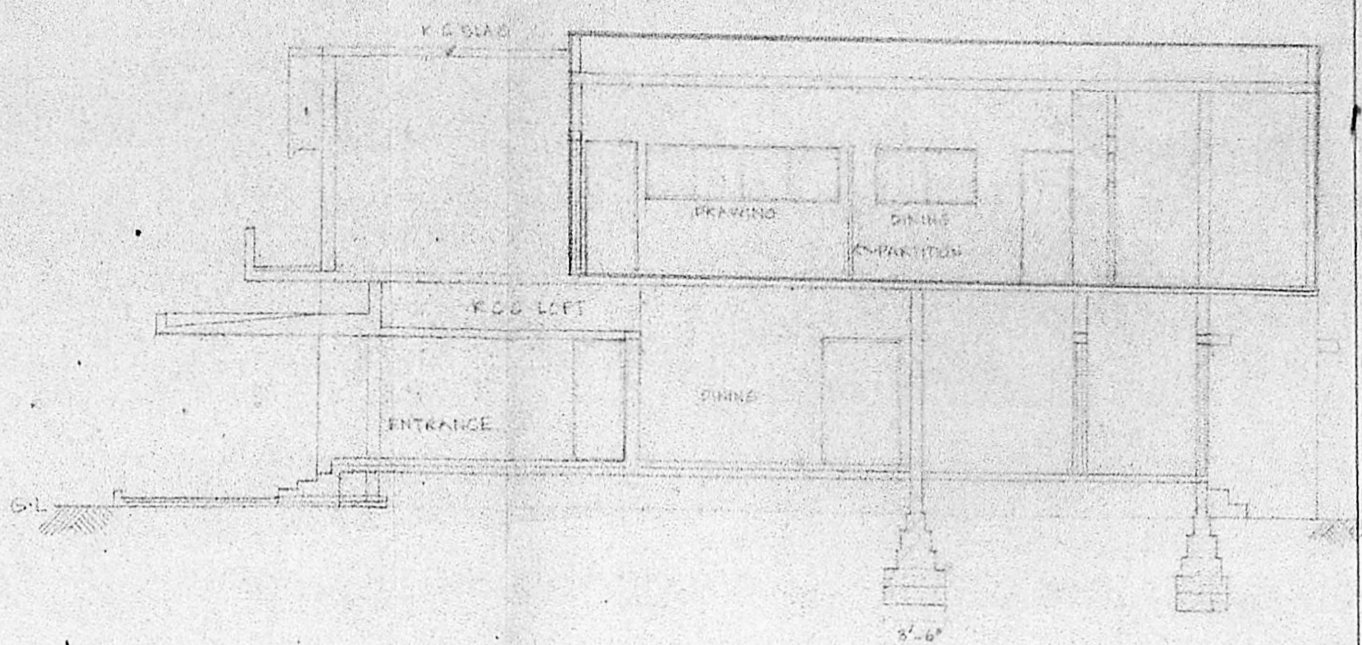 R C SLAB
DRAWING
DINING
PARTITION
R.C.C LOFT
DINING
ENTRANCE
G.L
3'-6"